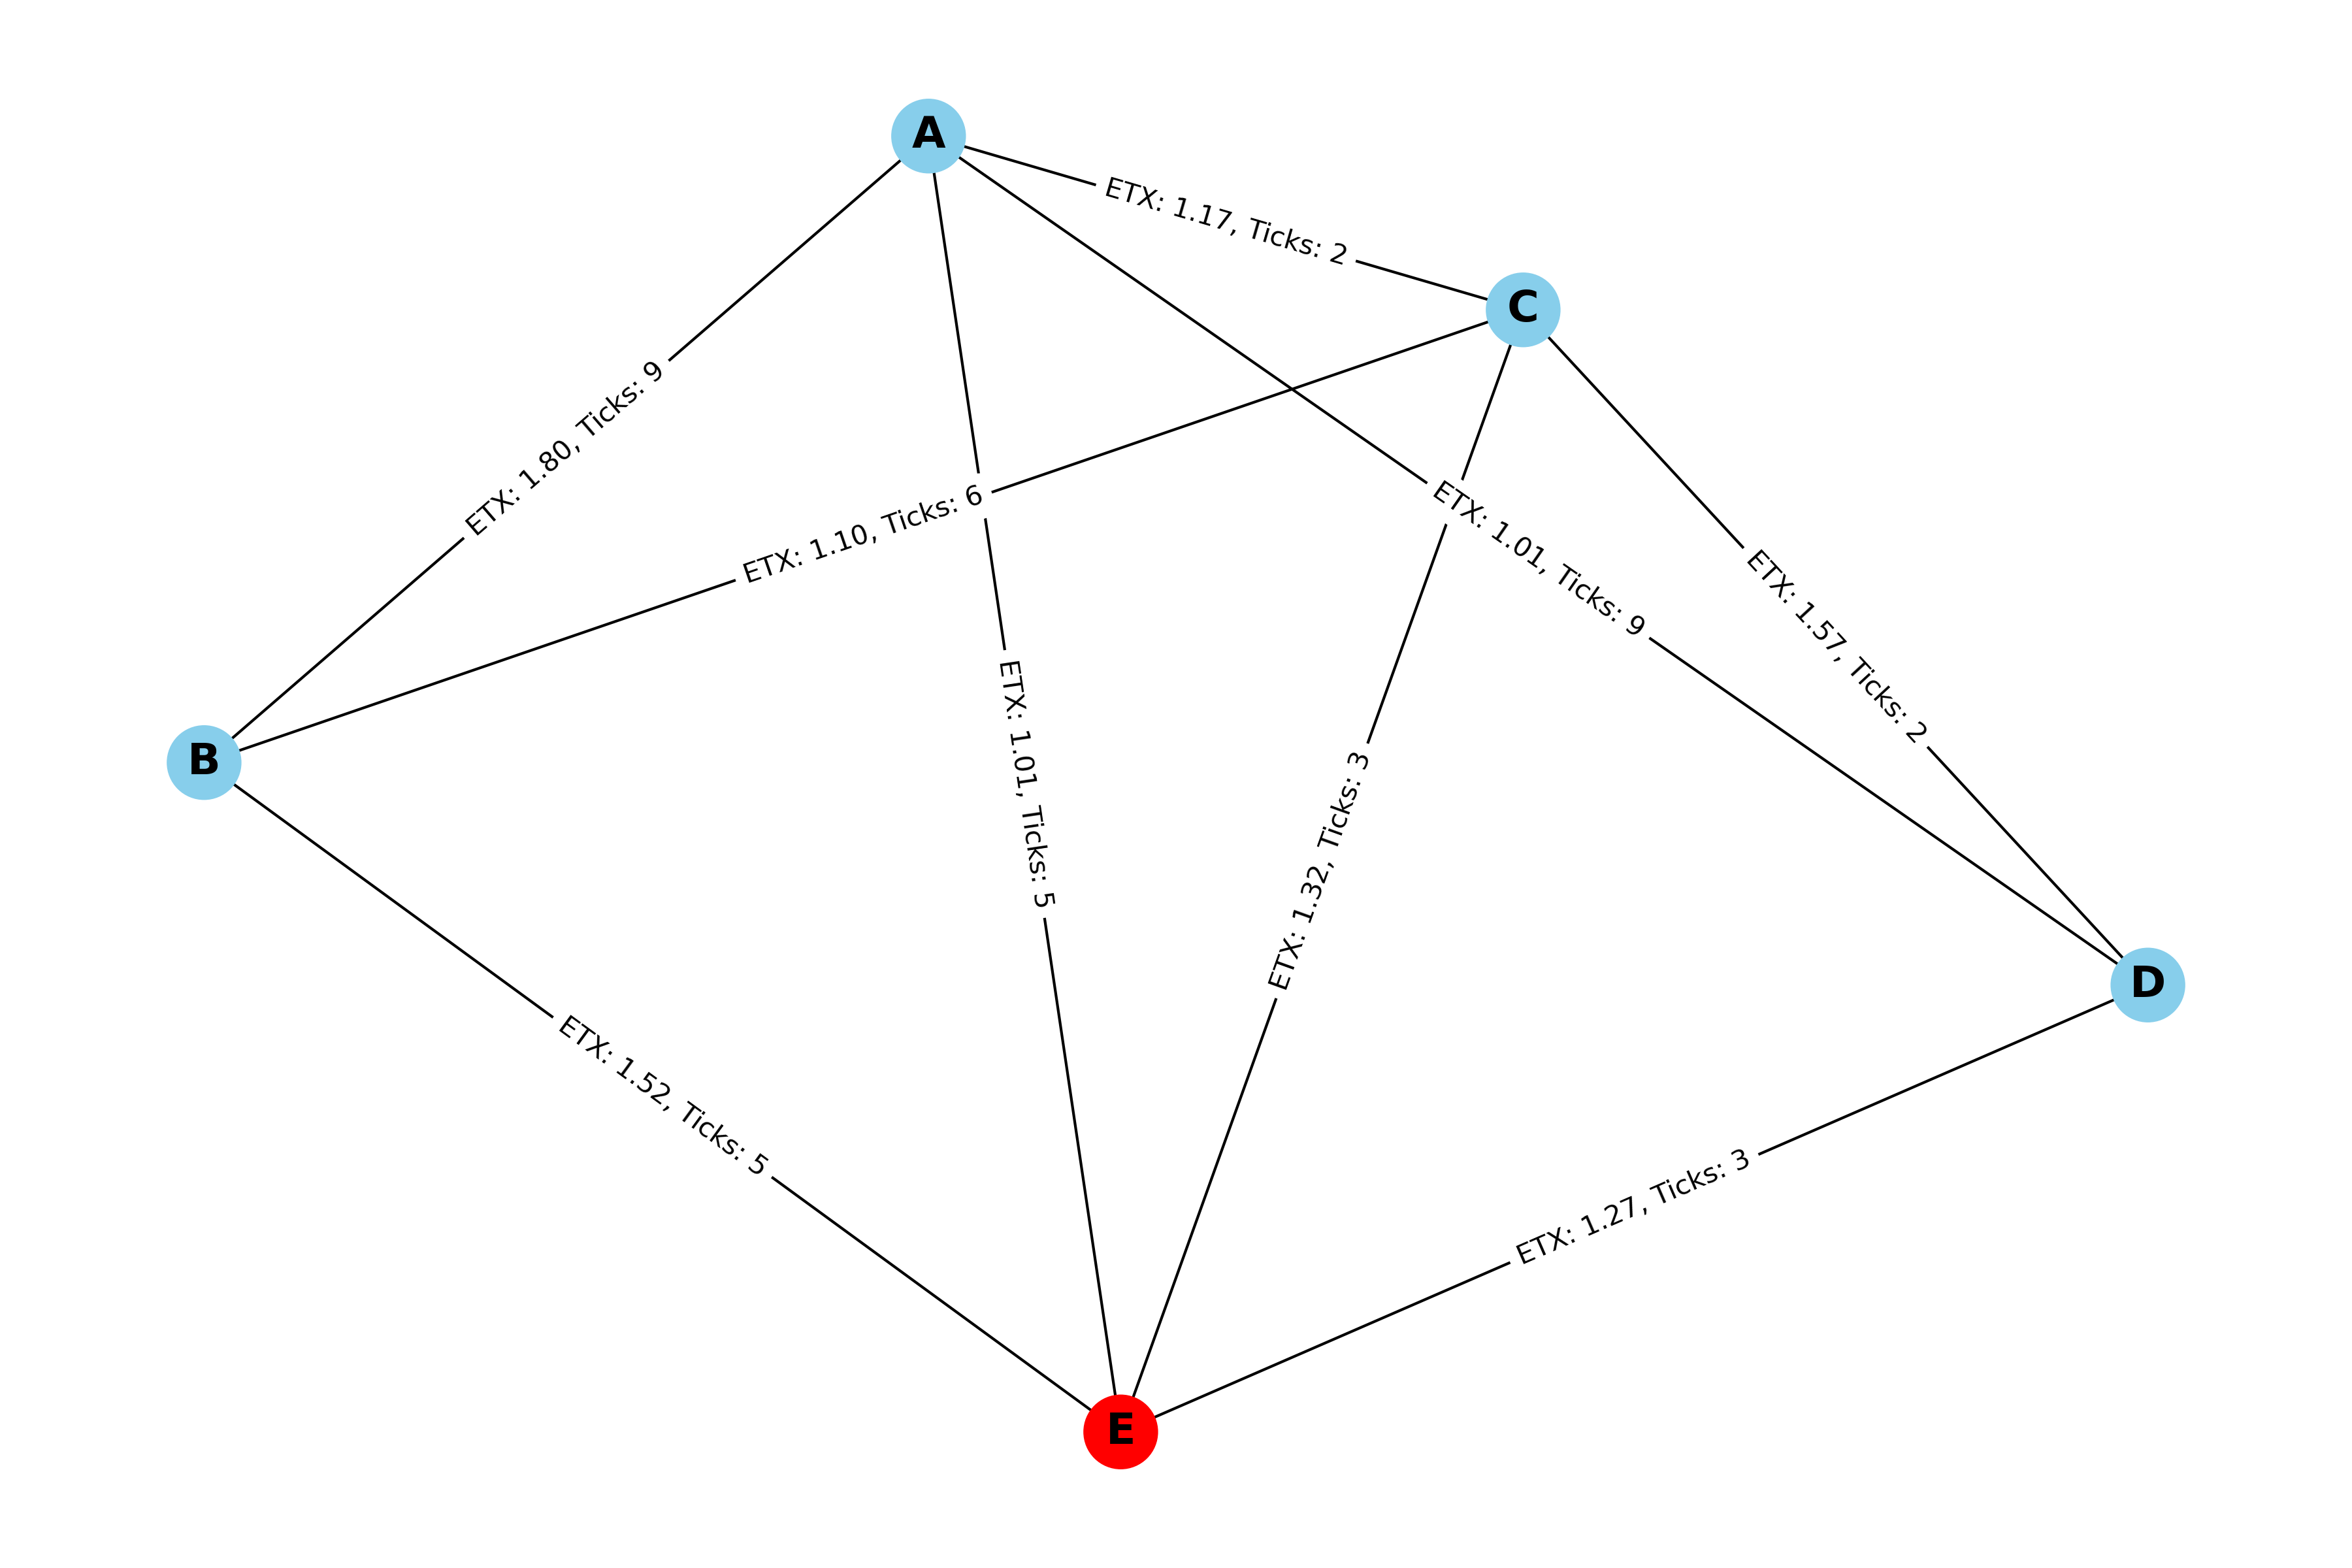 A
ETX: 1.17, Ticks: 2
C
ETX: 1.80, Ticks: 9
ETX: 1.10, Ticks: 6
ETX: 1.01, Ticks: 9
ETX: 1.57, Ticks: 2
B
ETX: 1.01, Ticks: 5
ETX: 1.32, Ticks: 3
D
ETX: 1.52, Ticks: 5
ETX: 1.27, Ticks: 3
E